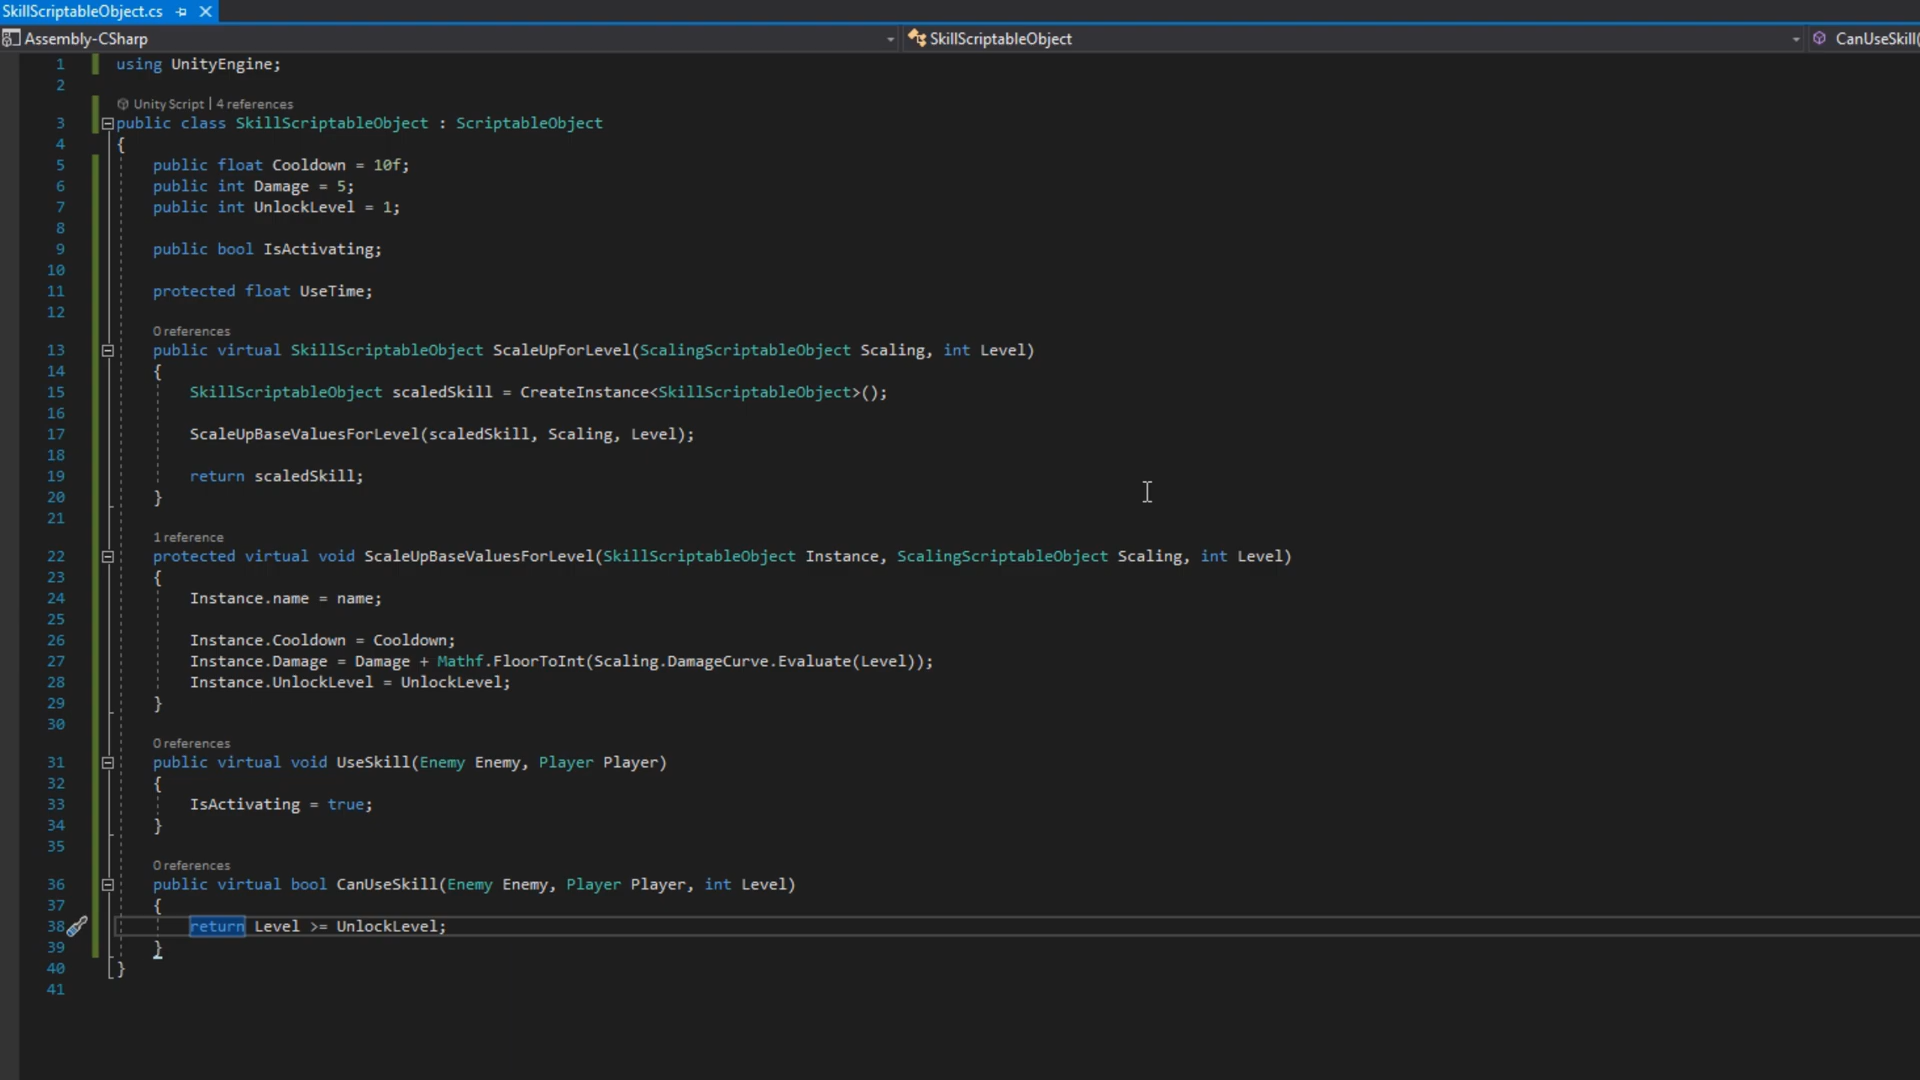 SkillScriptableObject.cs
Assembly-CSharp SkillScriptableObject CanUseSkill(
1 using UnityEngine;
2
Unity Script | 4 references
3 public class SkillScriptableObject : ScriptableObject
4 {
5 public float Cooldown = 10f;
6 public int Damage = 5;
7 public int UnlockLevel = 1;
8
9 public bool IsActivating;
10
11 protected float UseTime;
12
0 references
13 public virtual SkillScriptableObject ScaleUpForLevel(ScalingScriptableObject Scaling, int Level)
14 {
15 SkillScriptableObject scaledSkill = CreateInstance<SkillScriptableObject>();
16
17 ScaleUpBaseValuesForLevel(scaledSkill, Scaling, Level);
18
19 return scaledSkill;
20 }
21
1 reference
22 protected virtual void ScaleUpBaseValuesForLevel(SkillScriptableObject Instance, ScalingScriptableObject Scaling, int Level)
23 {
24 Instance.name = name;
25
26 Instance.Cooldown = Cooldown;
27 Instance.Damage = Damage + Mathf.FloorToInt(Scaling.DamageCurve.Evaluate(Level));
28 Instance.UnlockLevel = UnlockLevel;
29 }
30
0 references
31 public virtual void UseSkill(Enemy Enemy, Player Player)
32 {
33 IsActivating = true;
34 }
35
0 references
36 public virtual bool CanUseSkill(Enemy Enemy, Player Player, int Level)
37 {
38 return Level >= UnlockLevel;
39 }
40 }
41